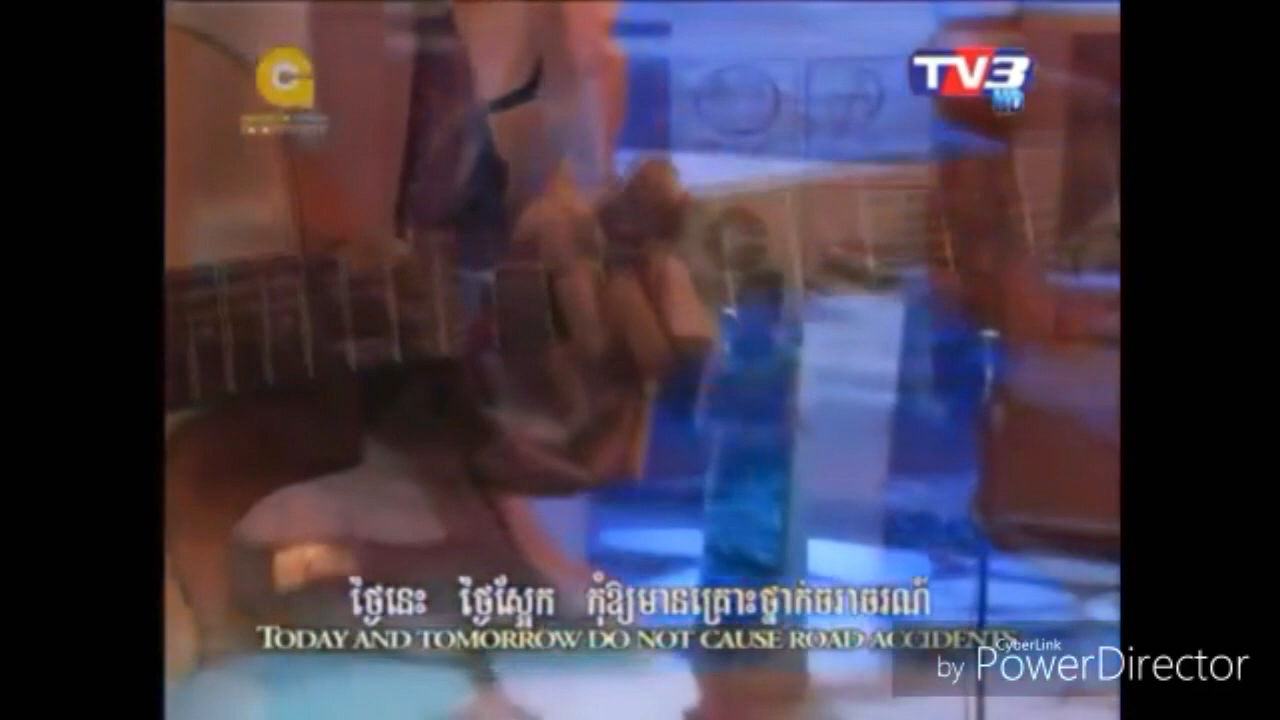 TV3
ថ្ងៃនេះ ថ្ងៃស្អែក កុំឱ្យមានគ្រោះថ្នាក់ចរាចរណ៍
TODAY AND TOMORROW DO NOT CAUSE ROAD ACCIDENTS
CyberLink
by PowerDirector